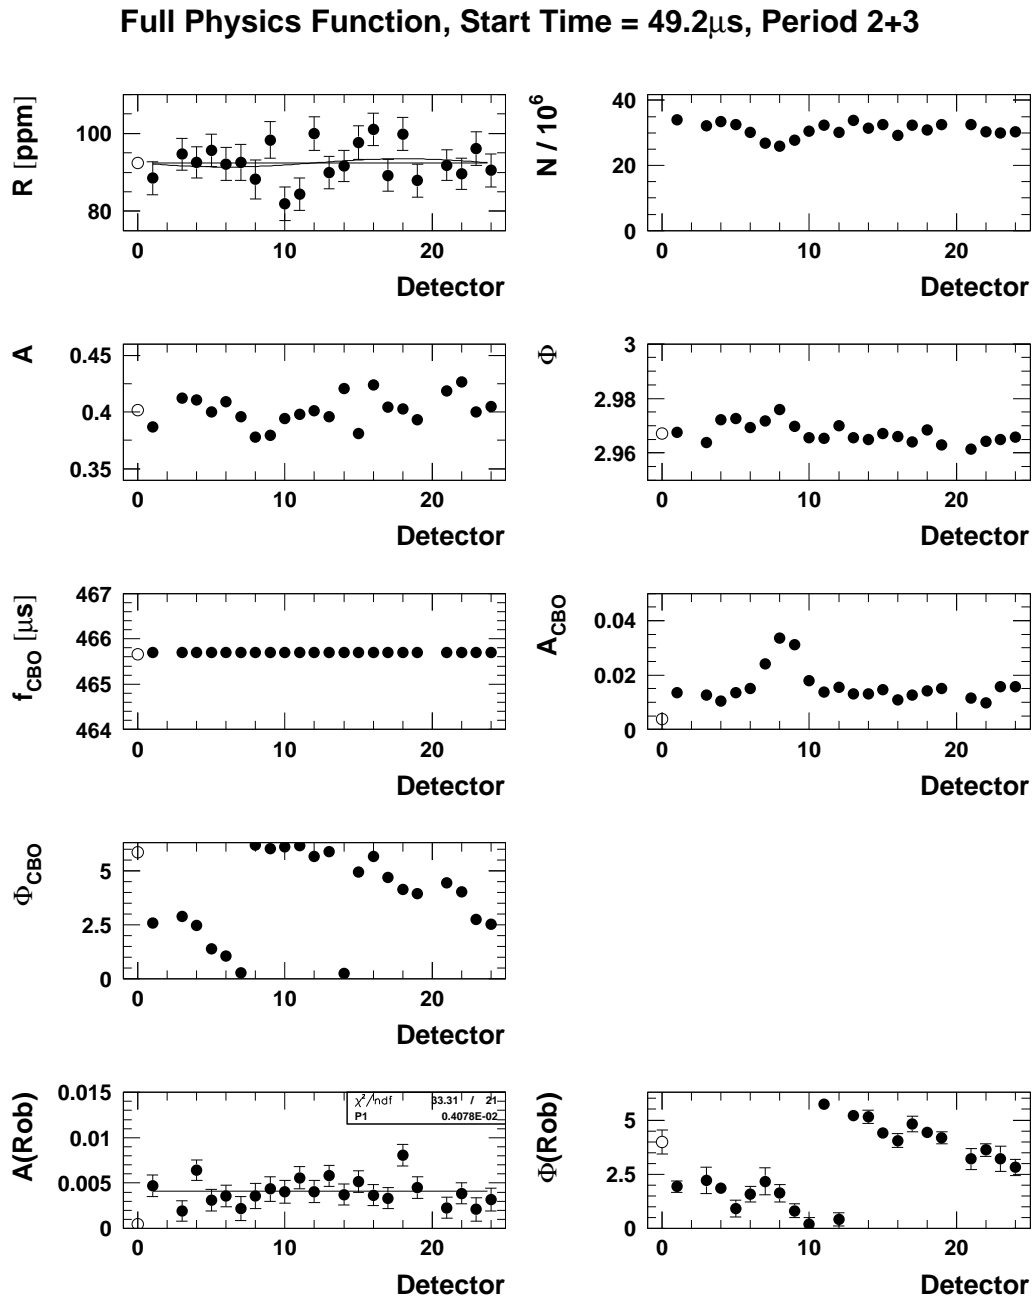 Full Physics Function, Start Time = 49.2μs, Period 2+3
R [ppm]
100
80
0 10 20
Detector
N / 10^6
40
20
0
0 10 20
Detector
A
0.45
0.4
0.35
0 10 20
Detector
Φ
3
2.98
2.96
0 10 20
Detector
f_CBO [μs]
467
466
465
464
0 10 20
Detector
A_CBO
0.04
0.02
0
0 10 20
Detector
Φ_CBO
5
2.5
0
0 10 20
Detector
A(Rob)
0.015
0.01
0.005
0
χ²/ndf 33.31 / 21
P1 0.4078E-02
0 10 20
Detector
Φ(Rob)
5
2.5
0
0 10 20
Detector